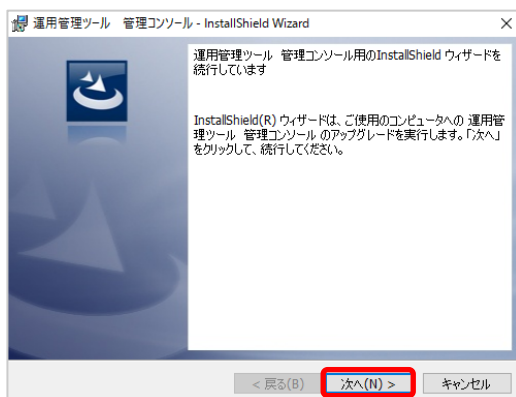 運用管理ツール　管理コンソール - InstallShield Wizard
運用管理ツール　管理コンソール用のInstallShield ウィザードを
続行しています
InstallShield(R) ウィザードは、ご使用のコンピュータへの 運用管
理ツール　管理コンソール のアップグレードを実行します。「次へ」
をクリックして、続行してください。
< 戻る(B)　次へ(N) >　キャンセル